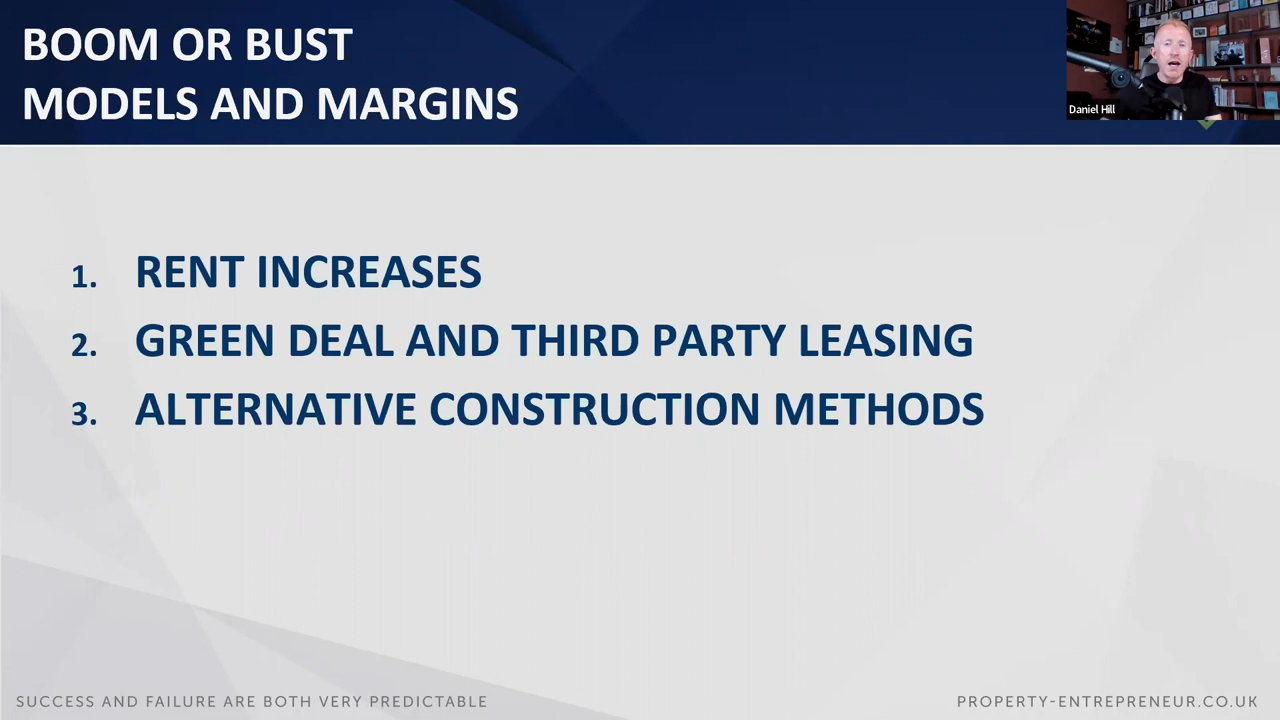 BOOM OR BUST
MODELS AND MARGINS
Daniel Hill
1. RENT INCREASES
2. GREEN DEAL AND THIRD PARTY LEASING
3. ALTERNATIVE CONSTRUCTION METHODS
SUCCESS AND FAILURE ARE BOTH VERY PREDICTABLE
PROPERTY-ENTREPRENEUR.CO.UK